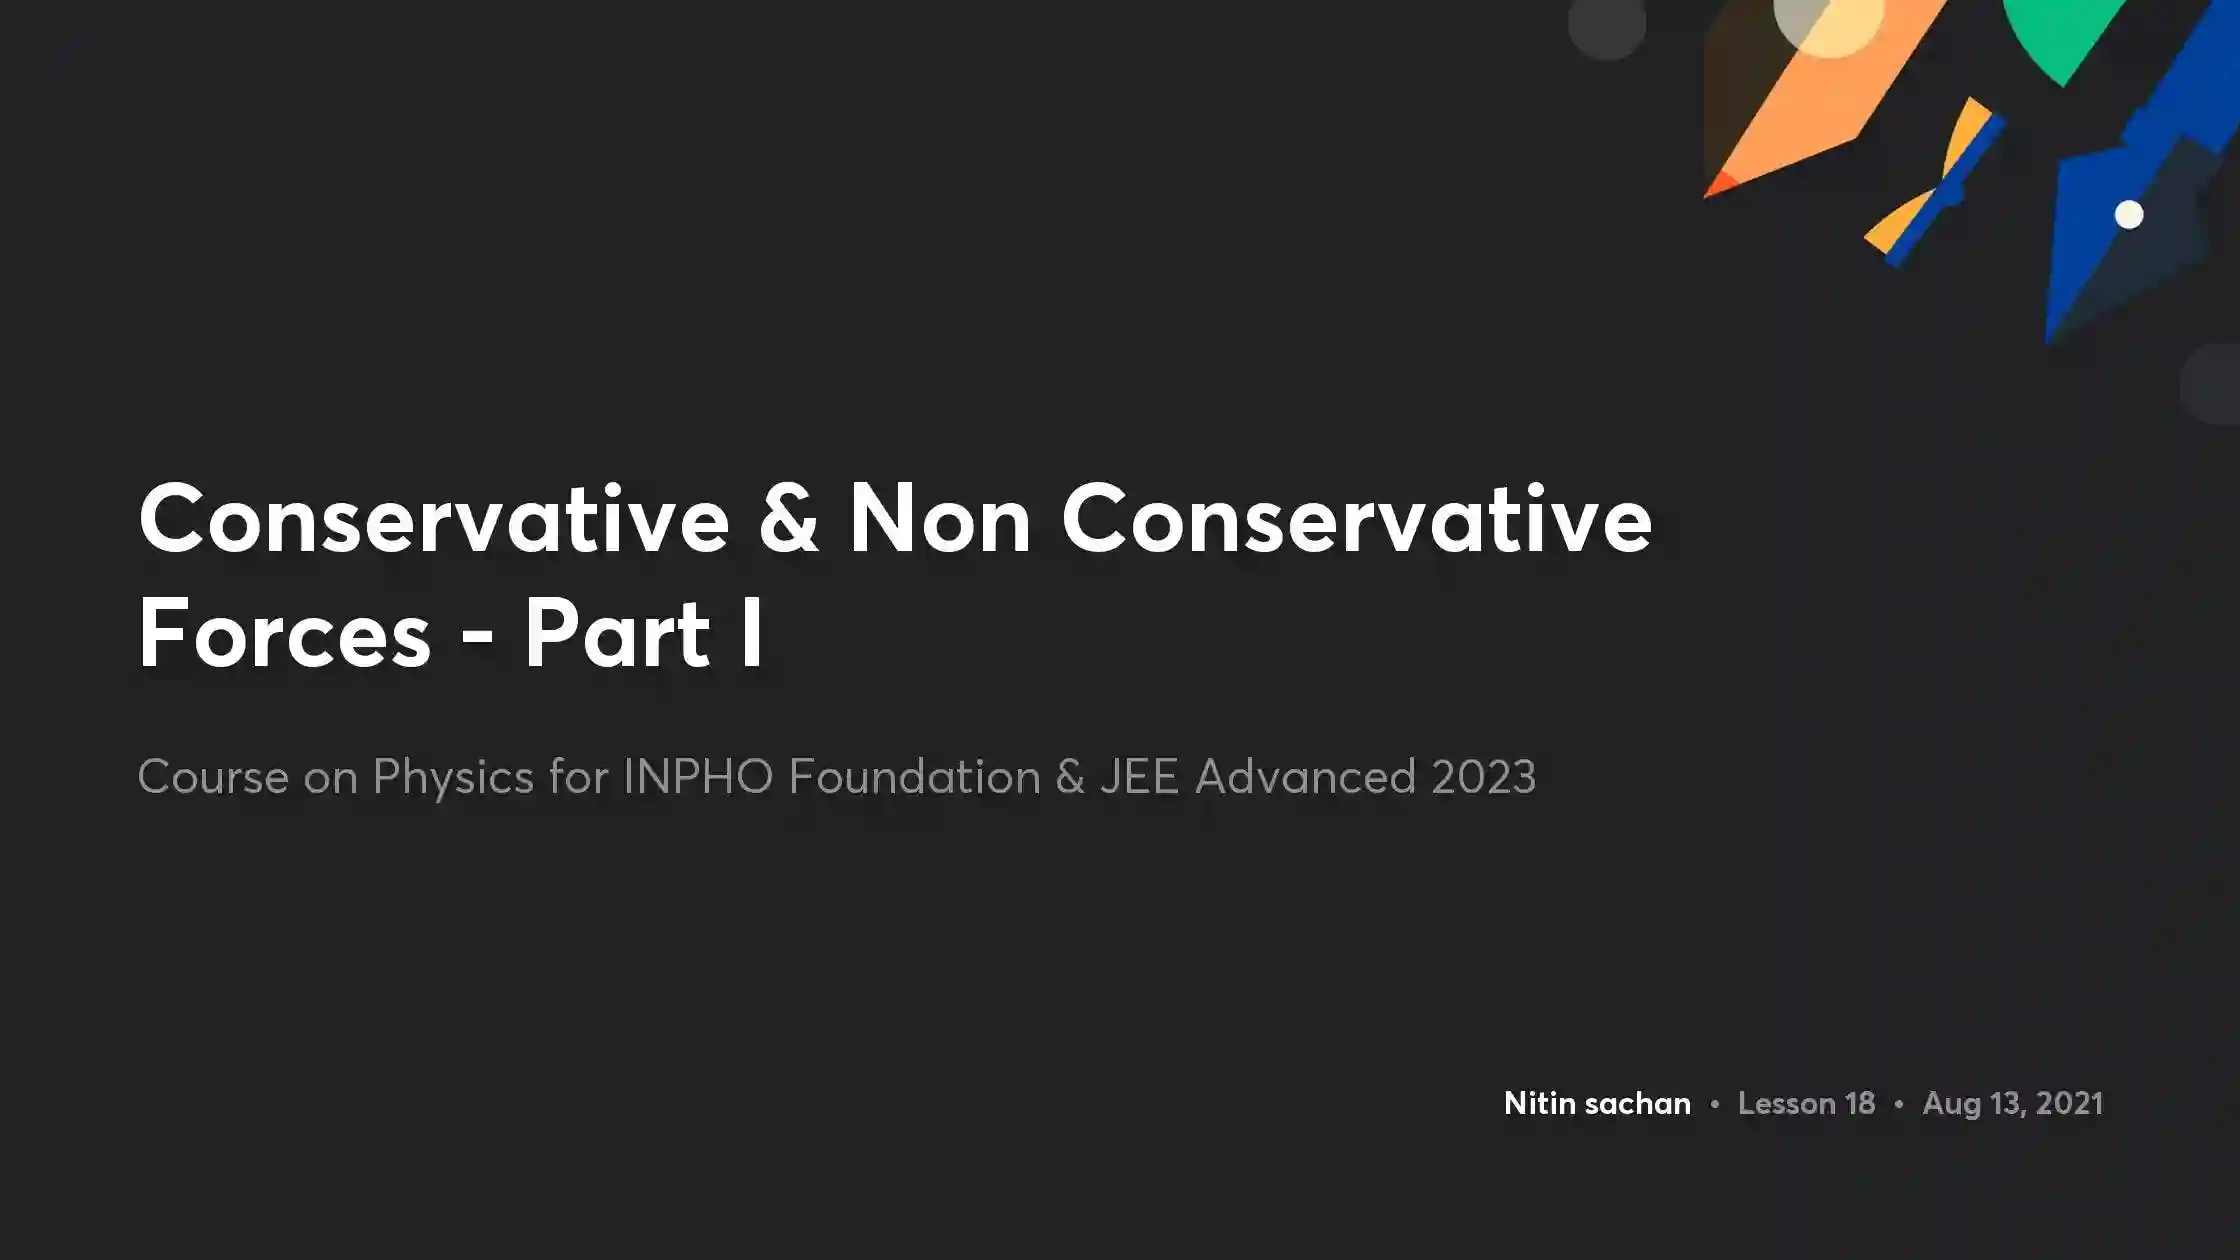 Conservative & Non Conservative
Forces - Part I
Course on Physics for INPHO Foundation & JEE Advanced 2023
Nitin sachan • Lesson 18 • Aug 13, 2021